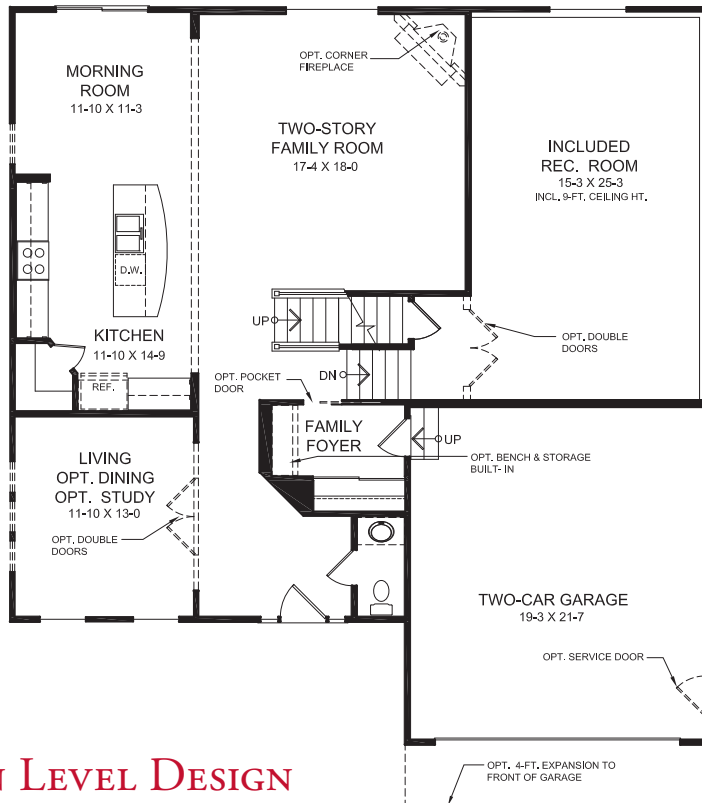 MORNING
ROOM
11-10 X 11-3
OPT. CORNER
FIREPLACE
TWO-STORY
FAMILY ROOM
17-4 X 18-0
INCLUDED
REC. ROOM
15-3 X 25-3
INCL. 9-FT. CEILING HT.
D.W.
KITCHEN
11-10 X 14-9
REF.
UP
DN
OPT. DOUBLE
DOORS
OPT. POCKET
DOOR
FAMILY
FOYER
UP
OPT. BENCH & STORAGE
BUILT- IN
LIVING
OPT. DINING
OPT. STUDY
11-10 X 13-0
OPT. DOUBLE
DOORS
TWO-CAR GARAGE
19-3 X 21-7
OPT. SERVICE DOOR
OPT. 4-FT. EXPANSION TO
FRONT OF GARAGE
LEVEL DESIGN